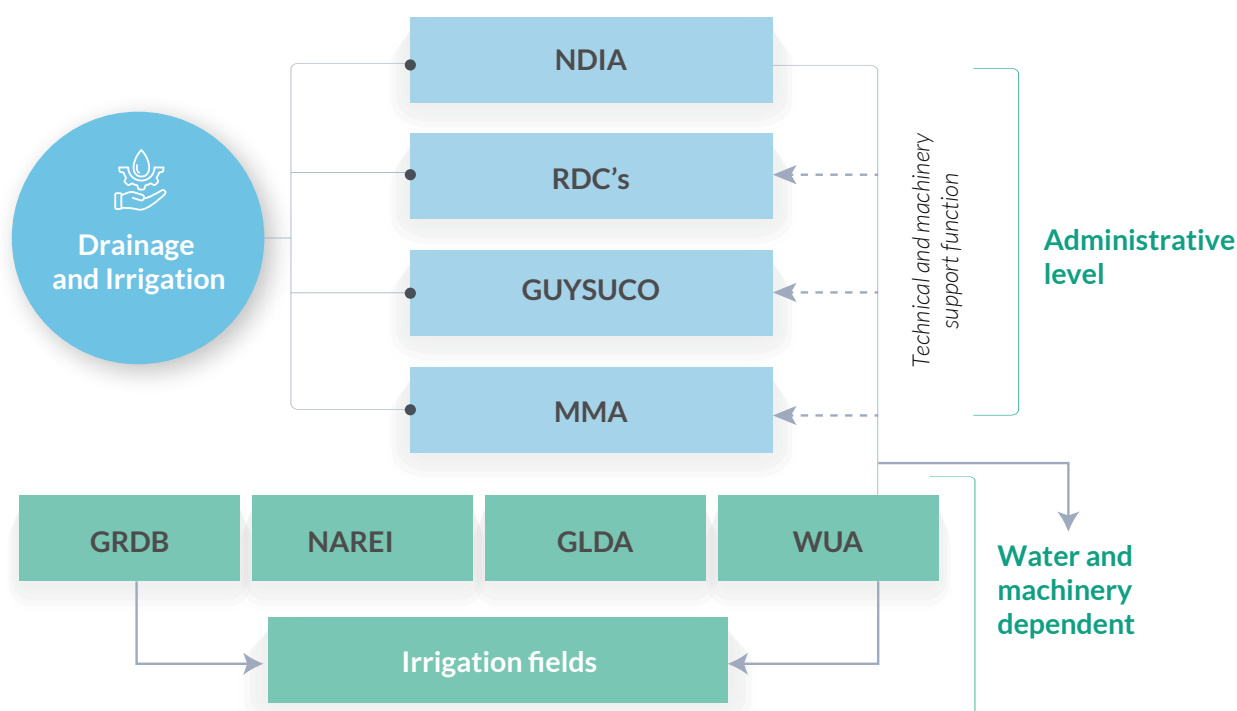 NDIA
RDC's
GUYSUCO
MMA
Drainage
and Irrigation
Technical and machinery
support function
Administrative
level
GRDB
NAREI
GLDA
WUA
Water and
machinery
dependent
Irrigation fields